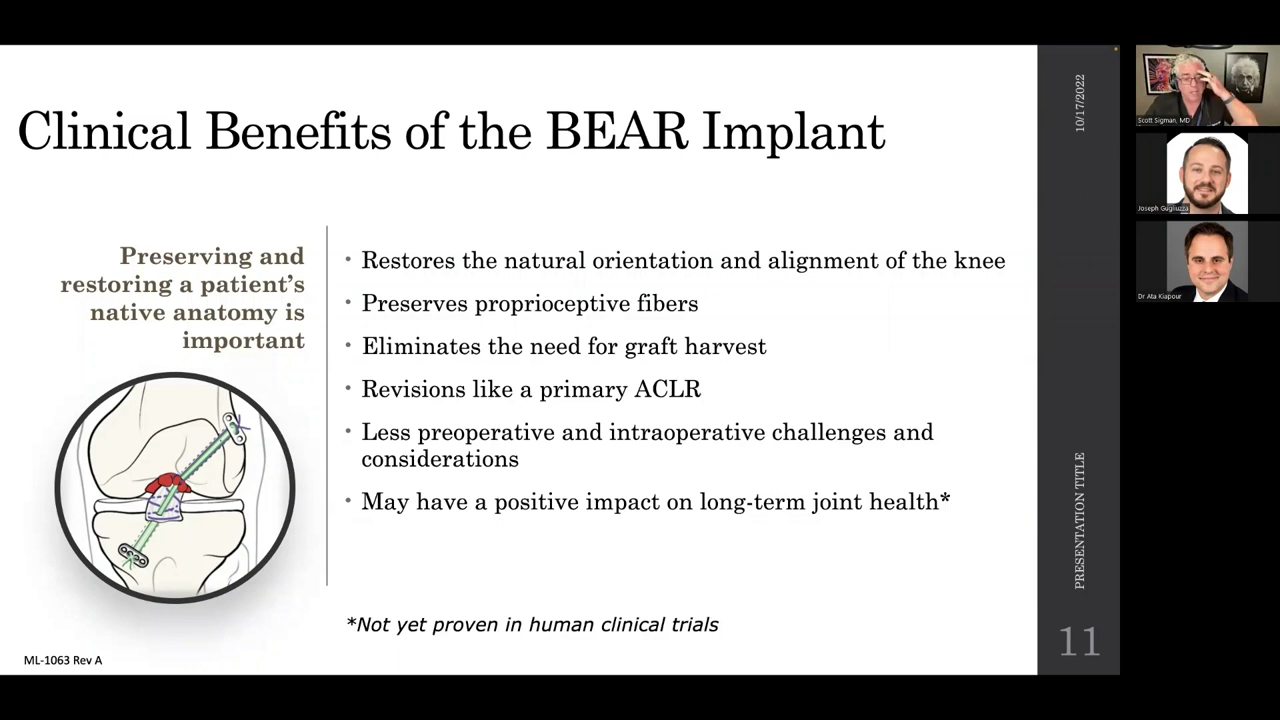 Clinical Benefits of the BEAR Implant
Preserving and
restoring a patient’s
native anatomy is
important
• Restores the natural orientation and alignment of the knee
• Preserves proprioceptive fibers
• Eliminates the need for graft harvest
• Revisions like a primary ACLR
• Less preoperative and intraoperative challenges and
considerations
• May have a positive impact on long-term joint health*
*Not yet proven in human clinical trials
ML-1063 Rev A
10/17/2022
PRESENTATION TITLE
11
Scott Sigman, MD
Joseph Gugliuzza
Dr Ata Kiapour